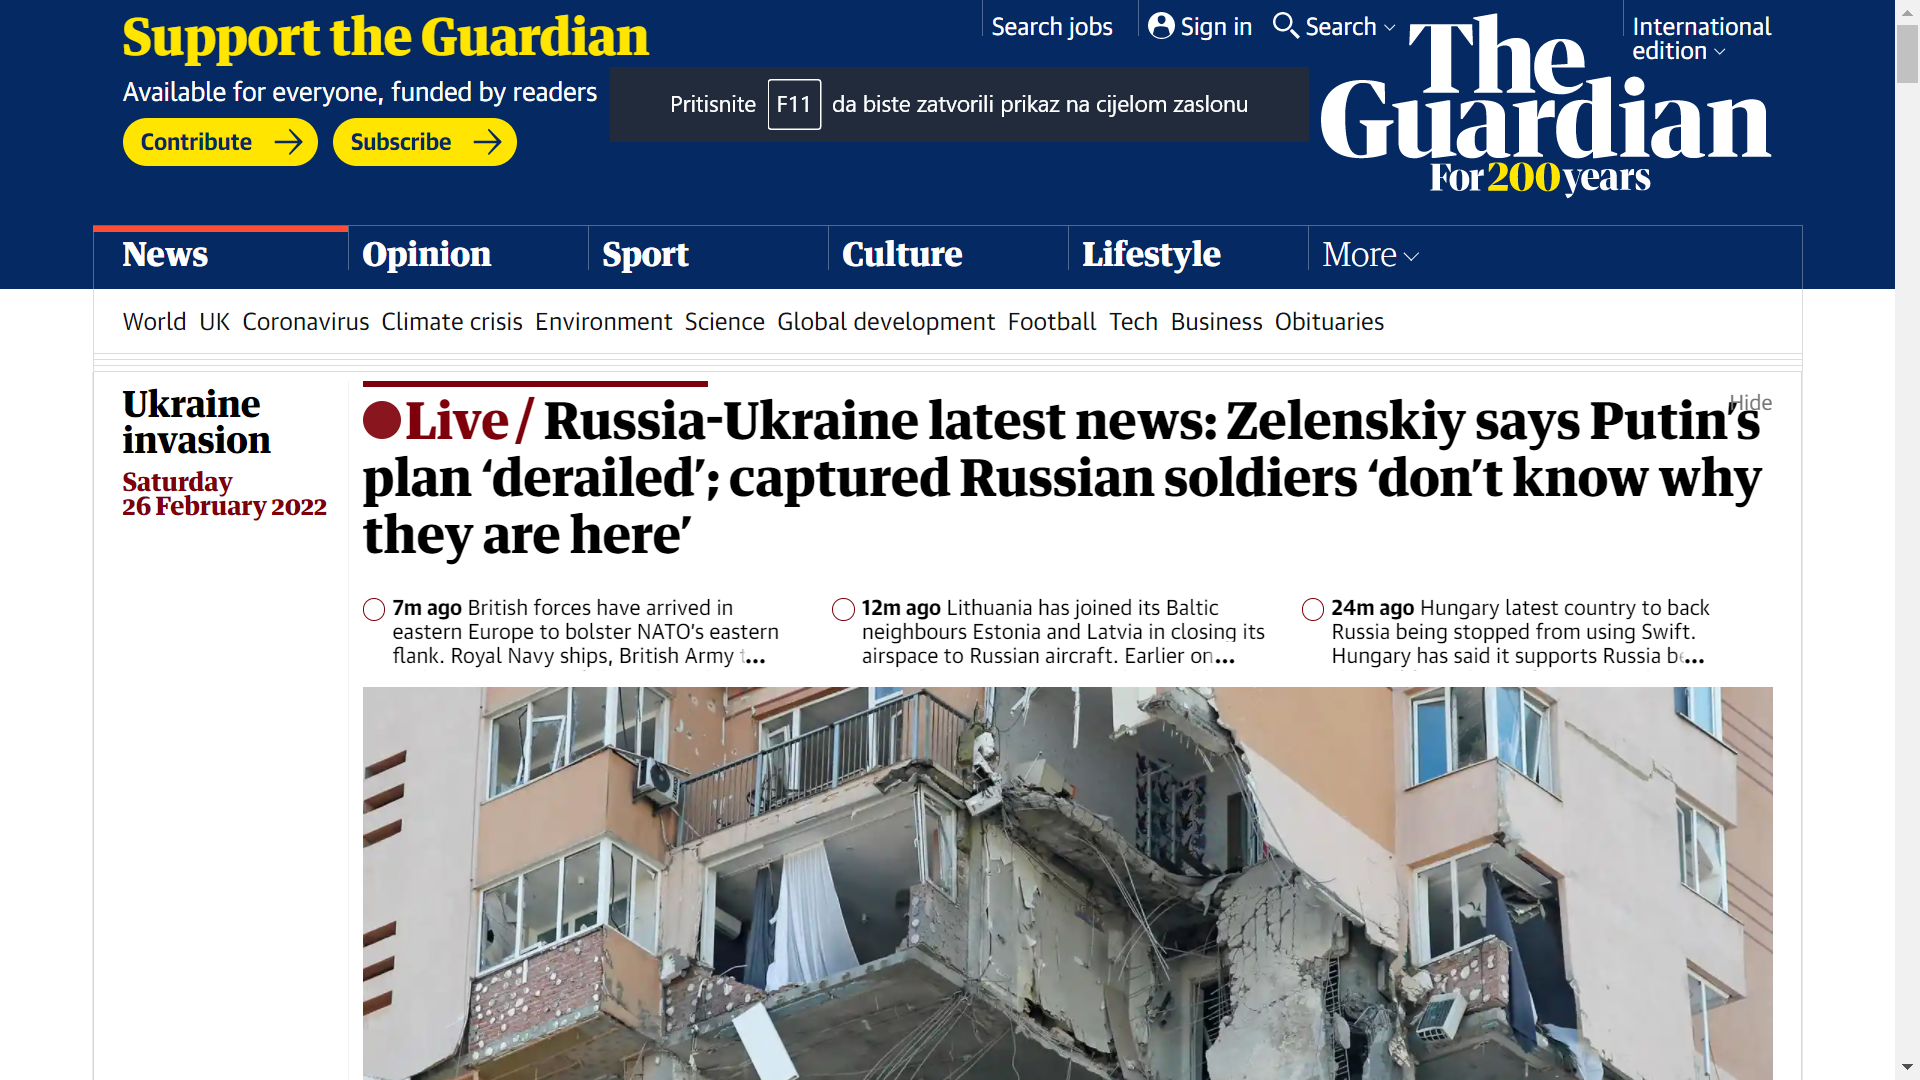 Support the Guardian
Available for everyone, funded by readers
Contribute
Subscribe
Search jobs
Sign in
Search
International
edition
Pritisnite F11 da biste zatvorili prikaz na cijelom zaslonu
The
Guardian
For 200 years
News
Opinion
Sport
Culture
Lifestyle
More
World UK Coronavirus Climate crisis Environment Science Global development Football Tech Business Obituaries
Ukraine
invasion
Saturday
26 February 2022
Hide
Live / Russia-Ukraine latest news: Zelenskiy says Putin’s
plan ‘derailed’; captured Russian soldiers ‘don’t know why
they are here’
7m ago British forces have arrived in
eastern Europe to bolster NATO’s eastern
flank. Royal Navy ships, British Army ...
12m ago Lithuania has joined its Baltic
neighbours Estonia and Latvia in closing its
airspace to Russian aircraft. Earlier on...
24m ago Hungary latest country to back
Russia being stopped from using Swift.
Hungary has said it supports Russia ...